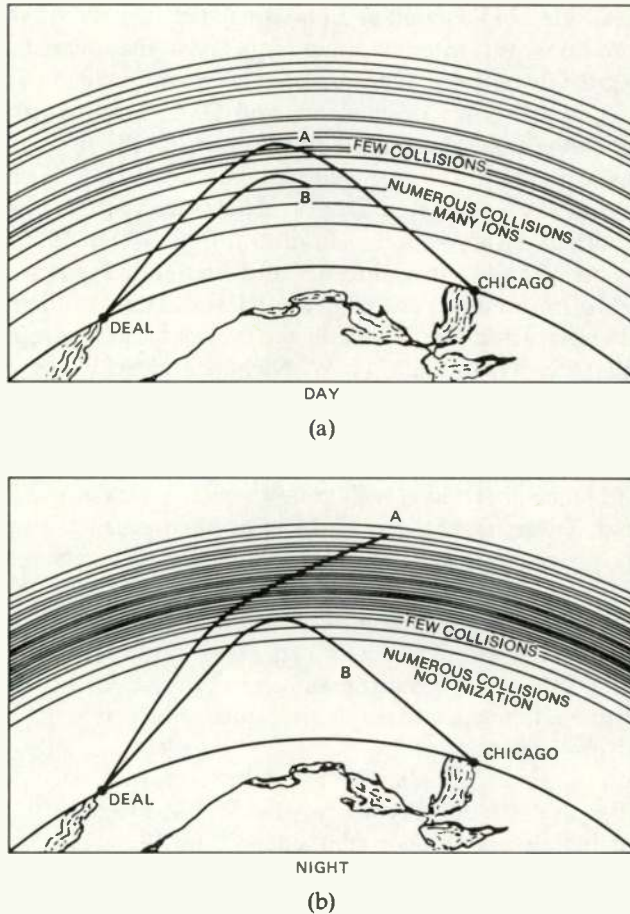 A
FEW COLLISIONS
B
NUMEROUS COLLISIONS
MANY IONS
CHICAGO
DEAL
DAY
(a)
A
FEW COLLISIONS
NUMEROUS COLLISIONS
NO IONIZATION
B
CHICAGO
DEAL
NIGHT
(b)